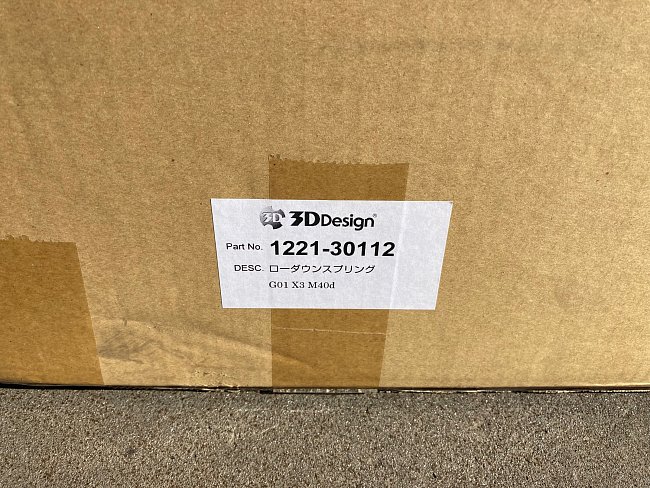 3D 3DDesign®
Part No. 1221-30112
DESC. ローダウンスプリング
G01 X3 M40d